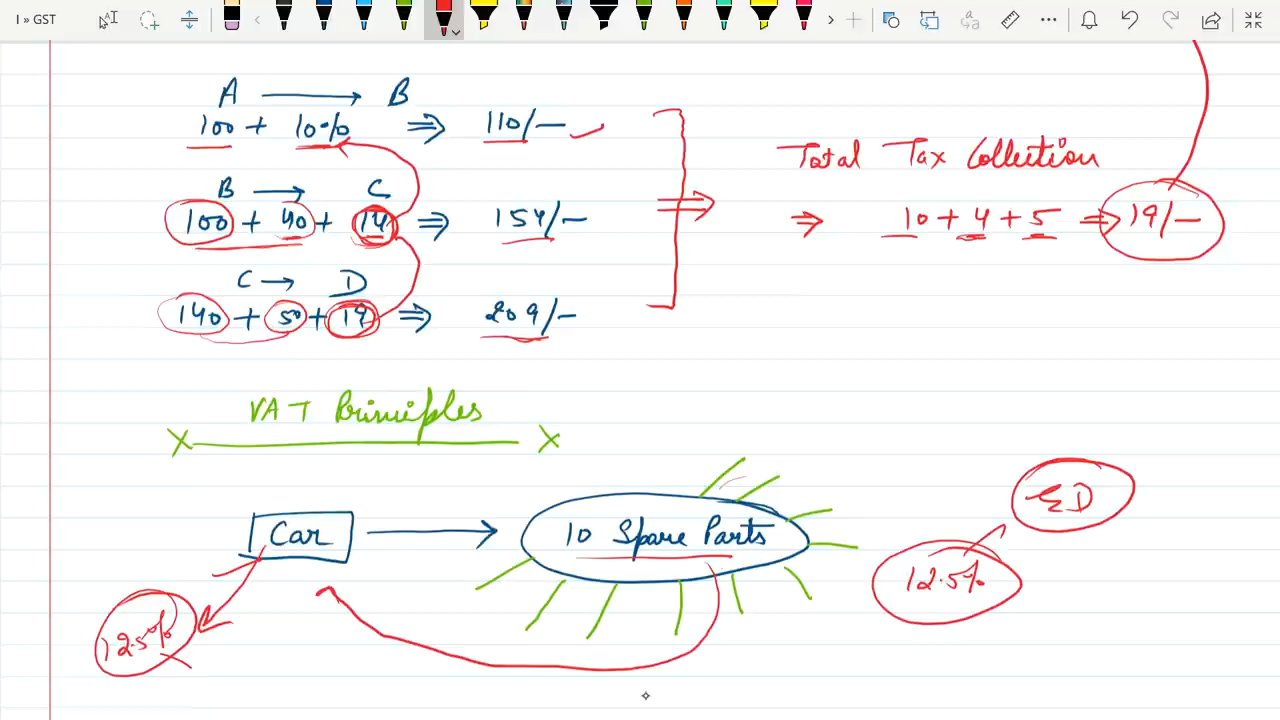 I » GST
A ⟶ B
100 + 10% ⇒ 110/-
B → C
100 + 40 + 14 ⇒ 154/-
C → D
140 + 50 + 19 ⇒ 209/-
Total Tax Collection
⇒ 10 + 4 + 5 ⇒ 19/-
VAT Principles
Car ⟶ 10 Spare Parts
ED
12.5%
12.5%